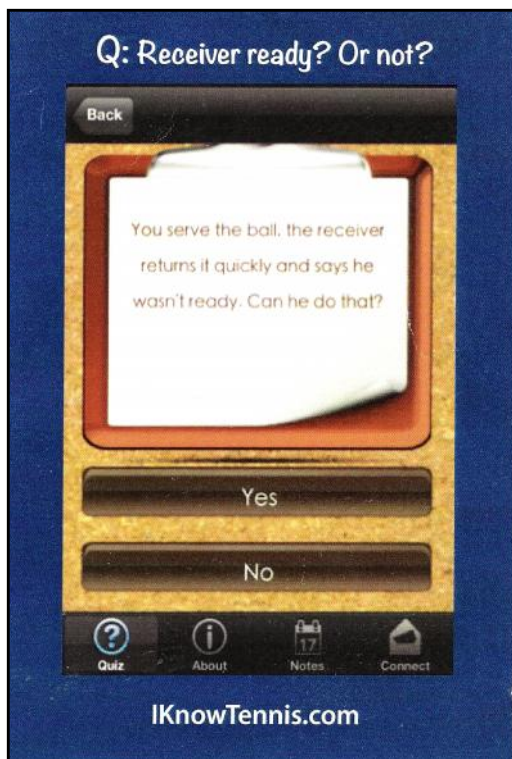 Q: Receiver ready? Or not?
Back
You serve the ball, the receiver
returns it quickly and says he
wasn't ready. Can he do that?
Yes
No
17
Quiz
About
Notes
Connect
IKnowTennis.com